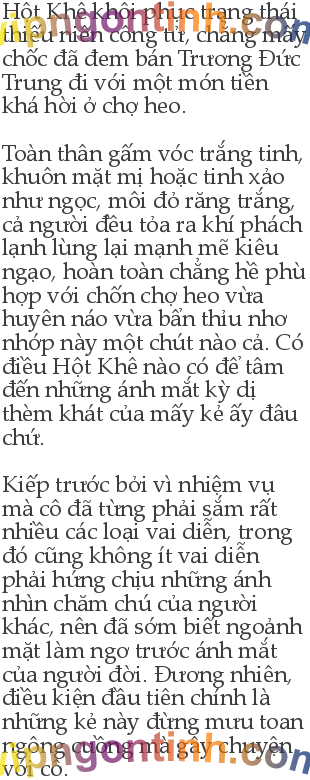 Hột Khê khôi phục trạng thái
thiếu niên công tử, chẳng mấy
chốc đã đem bán Trương Đức
Trung đi với một món tiền
khá hời ở chợ heo.
Toàn thân gấm vóc trắng tinh,
khuôn mặt mị hoặc tinh xảo
như ngọc, môi đỏ răng trắng,
cả người đều tỏa ra khí phách
lạnh lùng lại mạnh mẽ kiêu
ngạo, hoàn toàn chẳng hề phù
hợp với chốn chợ heo vừa
huyên náo vừa bẩn thỉu nhơ
nhớp này một chút nào cả. Có
điều Hột Khê nào có để tâm
đến những ánh mắt kỳ dị
thèm khát của mấy kẻ ấy đâu
chứ.
Kiếp trước bởi vì nhiệm vụ
mà cô đã từng phải sắm rất
nhiều các loại vai diễn, trong
đó cũng không ít vai diễn
phải hứng chịu những ánh
nhìn chăm chú của người
khác, nên đã sớm biết ngoảnh
mặt làm ngơ trước ánh mắt
của người đời. Đương nhiên,
điều kiện đầu tiên chính là
những kẻ này đừng mưu toan
ngông cuồng mà gây chuyện
với cô.
vipngontinh.com
vipngontinh.com